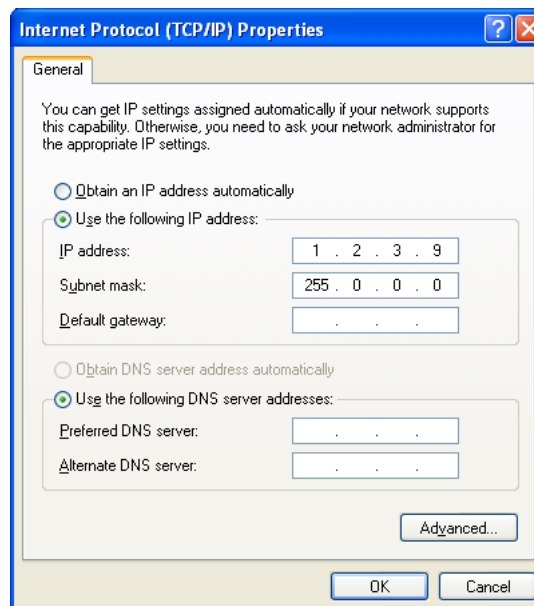 Internet Protocol (TCP/IP) Properties
General
You can get IP settings assigned automatically if your network supports
this capability. Otherwise, you need to ask your network administrator for
the appropriate IP settings.
Obtain an IP address automatically
Use the following IP address:
IP address: 1 . 2 . 3 . 9
Subnet mask: 255 . 0 . 0 . 0
Default gateway: . . .
Obtain DNS server address automatically
Use the following DNS server addresses:
Preferred DNS server: . . .
Alternate DNS server: . . .
Advanced...
OK Cancel